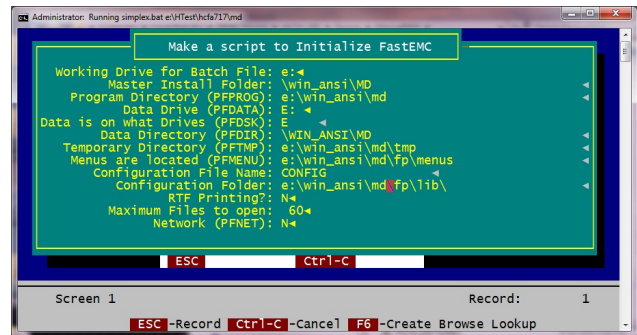 Administrator: Running simplex.bat e:\HTest\hcfa717\md
Make a script to Initialize FastEMC
Working Drive for Batch File: e:
Master Install Folder: \win_ansi\MD
Program Directory (PFPROG): e:\win_ansi\md
Data Drive (PFDATA): E:
Data is on what Drives (PFDSK): E
Data Directory (PFDIR): \WIN_ANSI\MD
Temporary Directory (PFTMP): e:\win_ansi\md\tmp
Menus are located (PFMENU): e:\win_ansi\md\fp\menus
Configuration File Name: CONFIG
Configuration Folder: e:\win_ansi\md\fp\lib\
RTF Printing?: N
Maximum Files to open: 60
Network (PFNET): N
ESC Ctrl-C
Screen 1 Record: 1
ESC -Record Ctrl-C -Cancel F6 -Create Browse Lookup